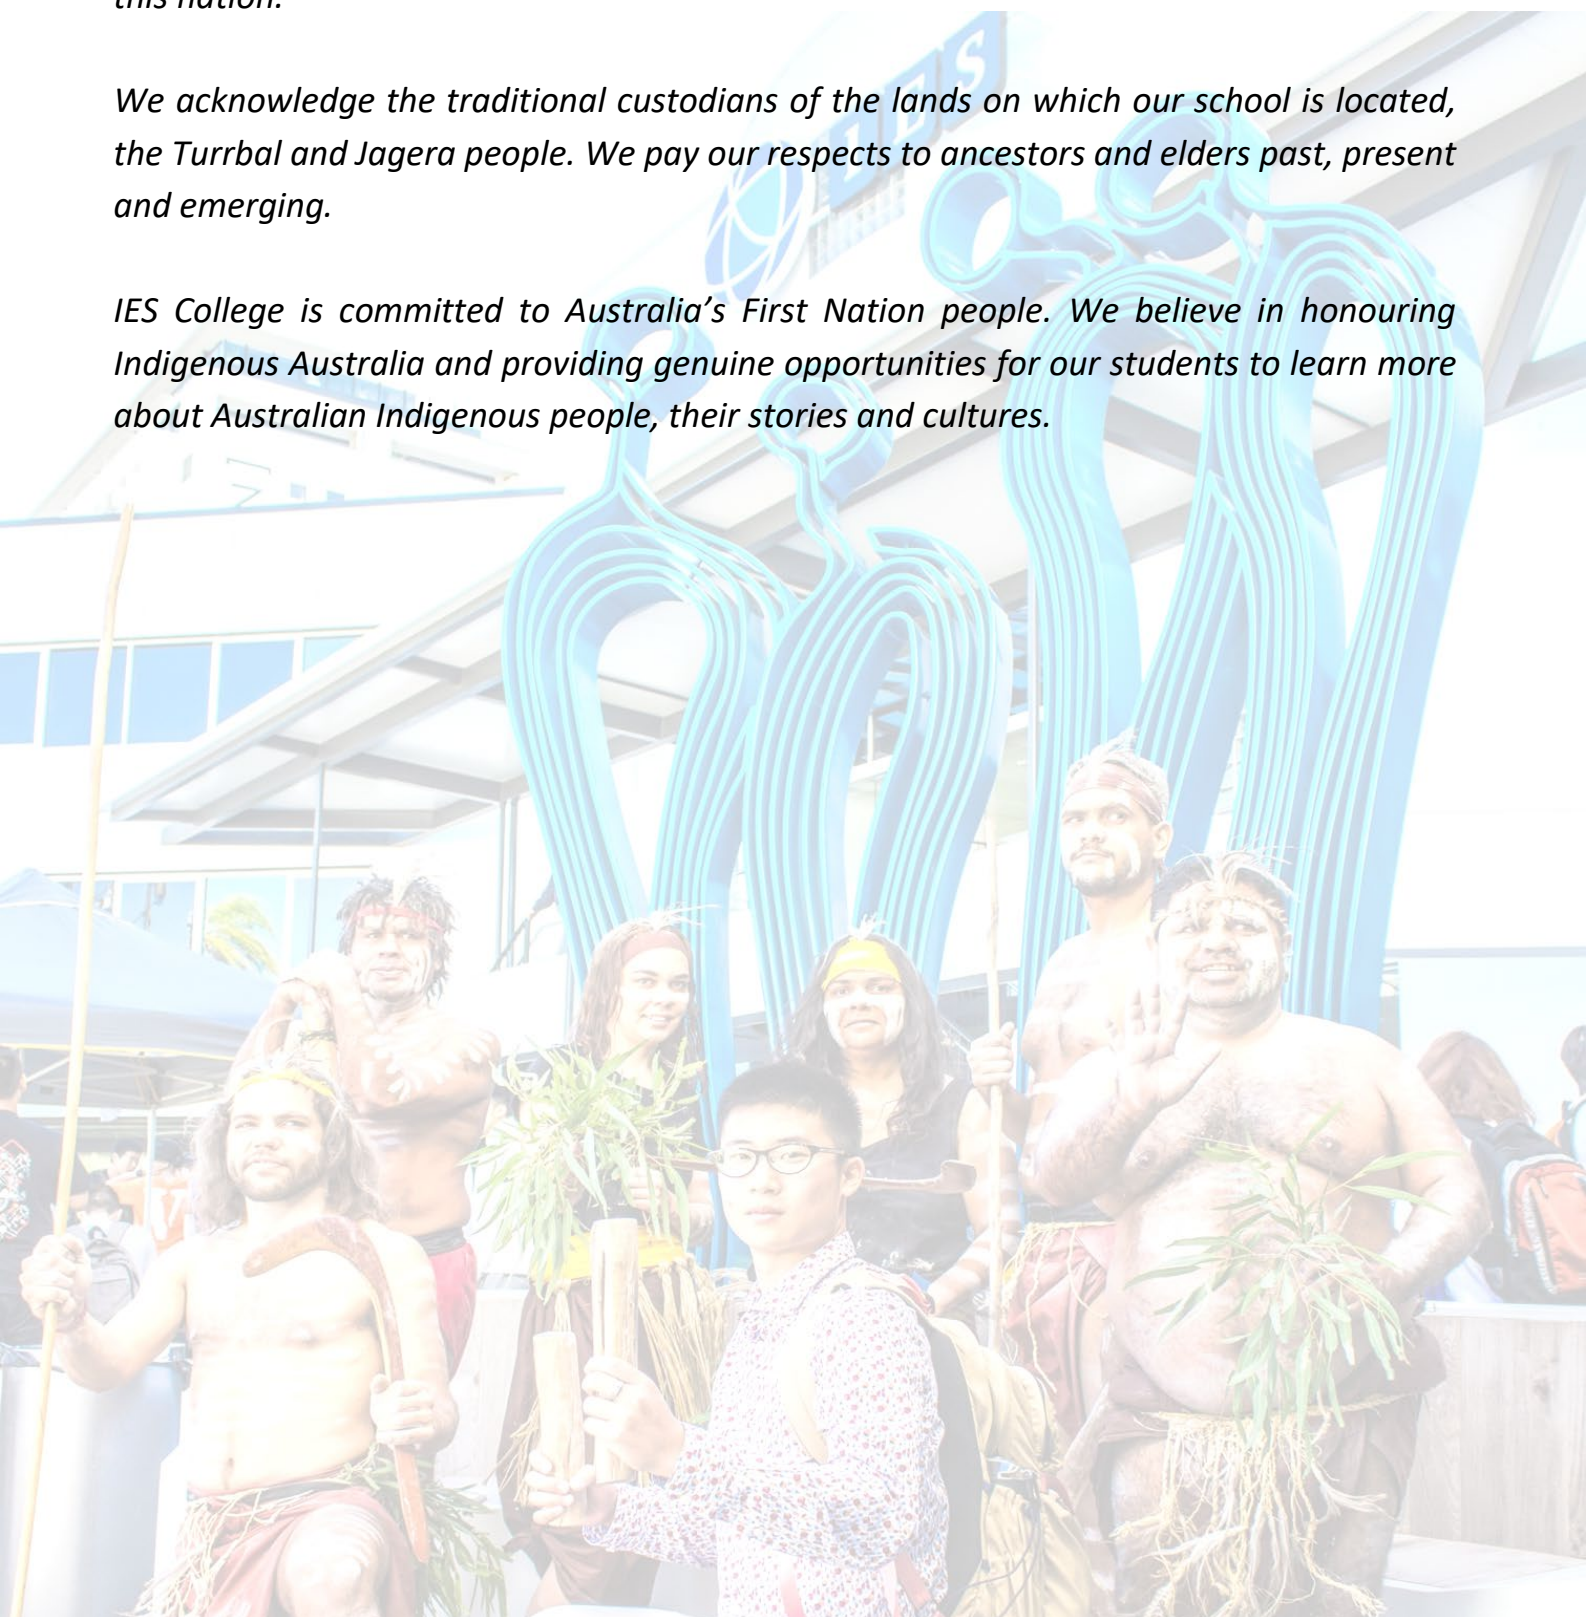 this nation.
We acknowledge the traditional custodians of the lands on which our school is located,
the Turrbal and Jagera people. We pay our respects to ancestors and elders past, present
and emerging.
IES
IES College is committed to Australia’s First Nation people. We believe in honouring
Indigenous Australia and providing genuine opportunities for our students to learn more
about Australian Indigenous people, their stories and cultures.